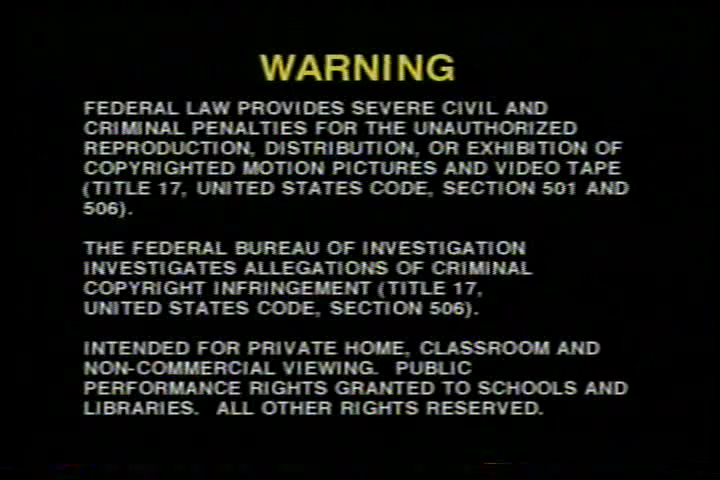 WARNING
FEDERAL LAW PROVIDES SEVERE CIVIL AND
CRIMINAL PENALTIES FOR THE UNAUTHORIZED
REPRODUCTION, DISTRIBUTION, OR EXHIBITION OF
COPYRIGHTED MOTION PICTURES AND VIDEO TAPE
(TITLE 17, UNITED STATES CODE, SECTION 501 AND
506).
THE FEDERAL BUREAU OF INVESTIGATION
INVESTIGATES ALLEGATIONS OF CRIMINAL
COPYRIGHT INFRINGEMENT (TITLE 17,
UNITED STATES CODE, SECTION 506).
INTENDED FOR PRIVATE HOME, CLASSROOM AND
NON-COMMERCIAL VIEWING.  PUBLIC
PERFORMANCE RIGHTS GRANTED TO SCHOOLS AND
LIBRARIES.  ALL OTHER RIGHTS RESERVED.